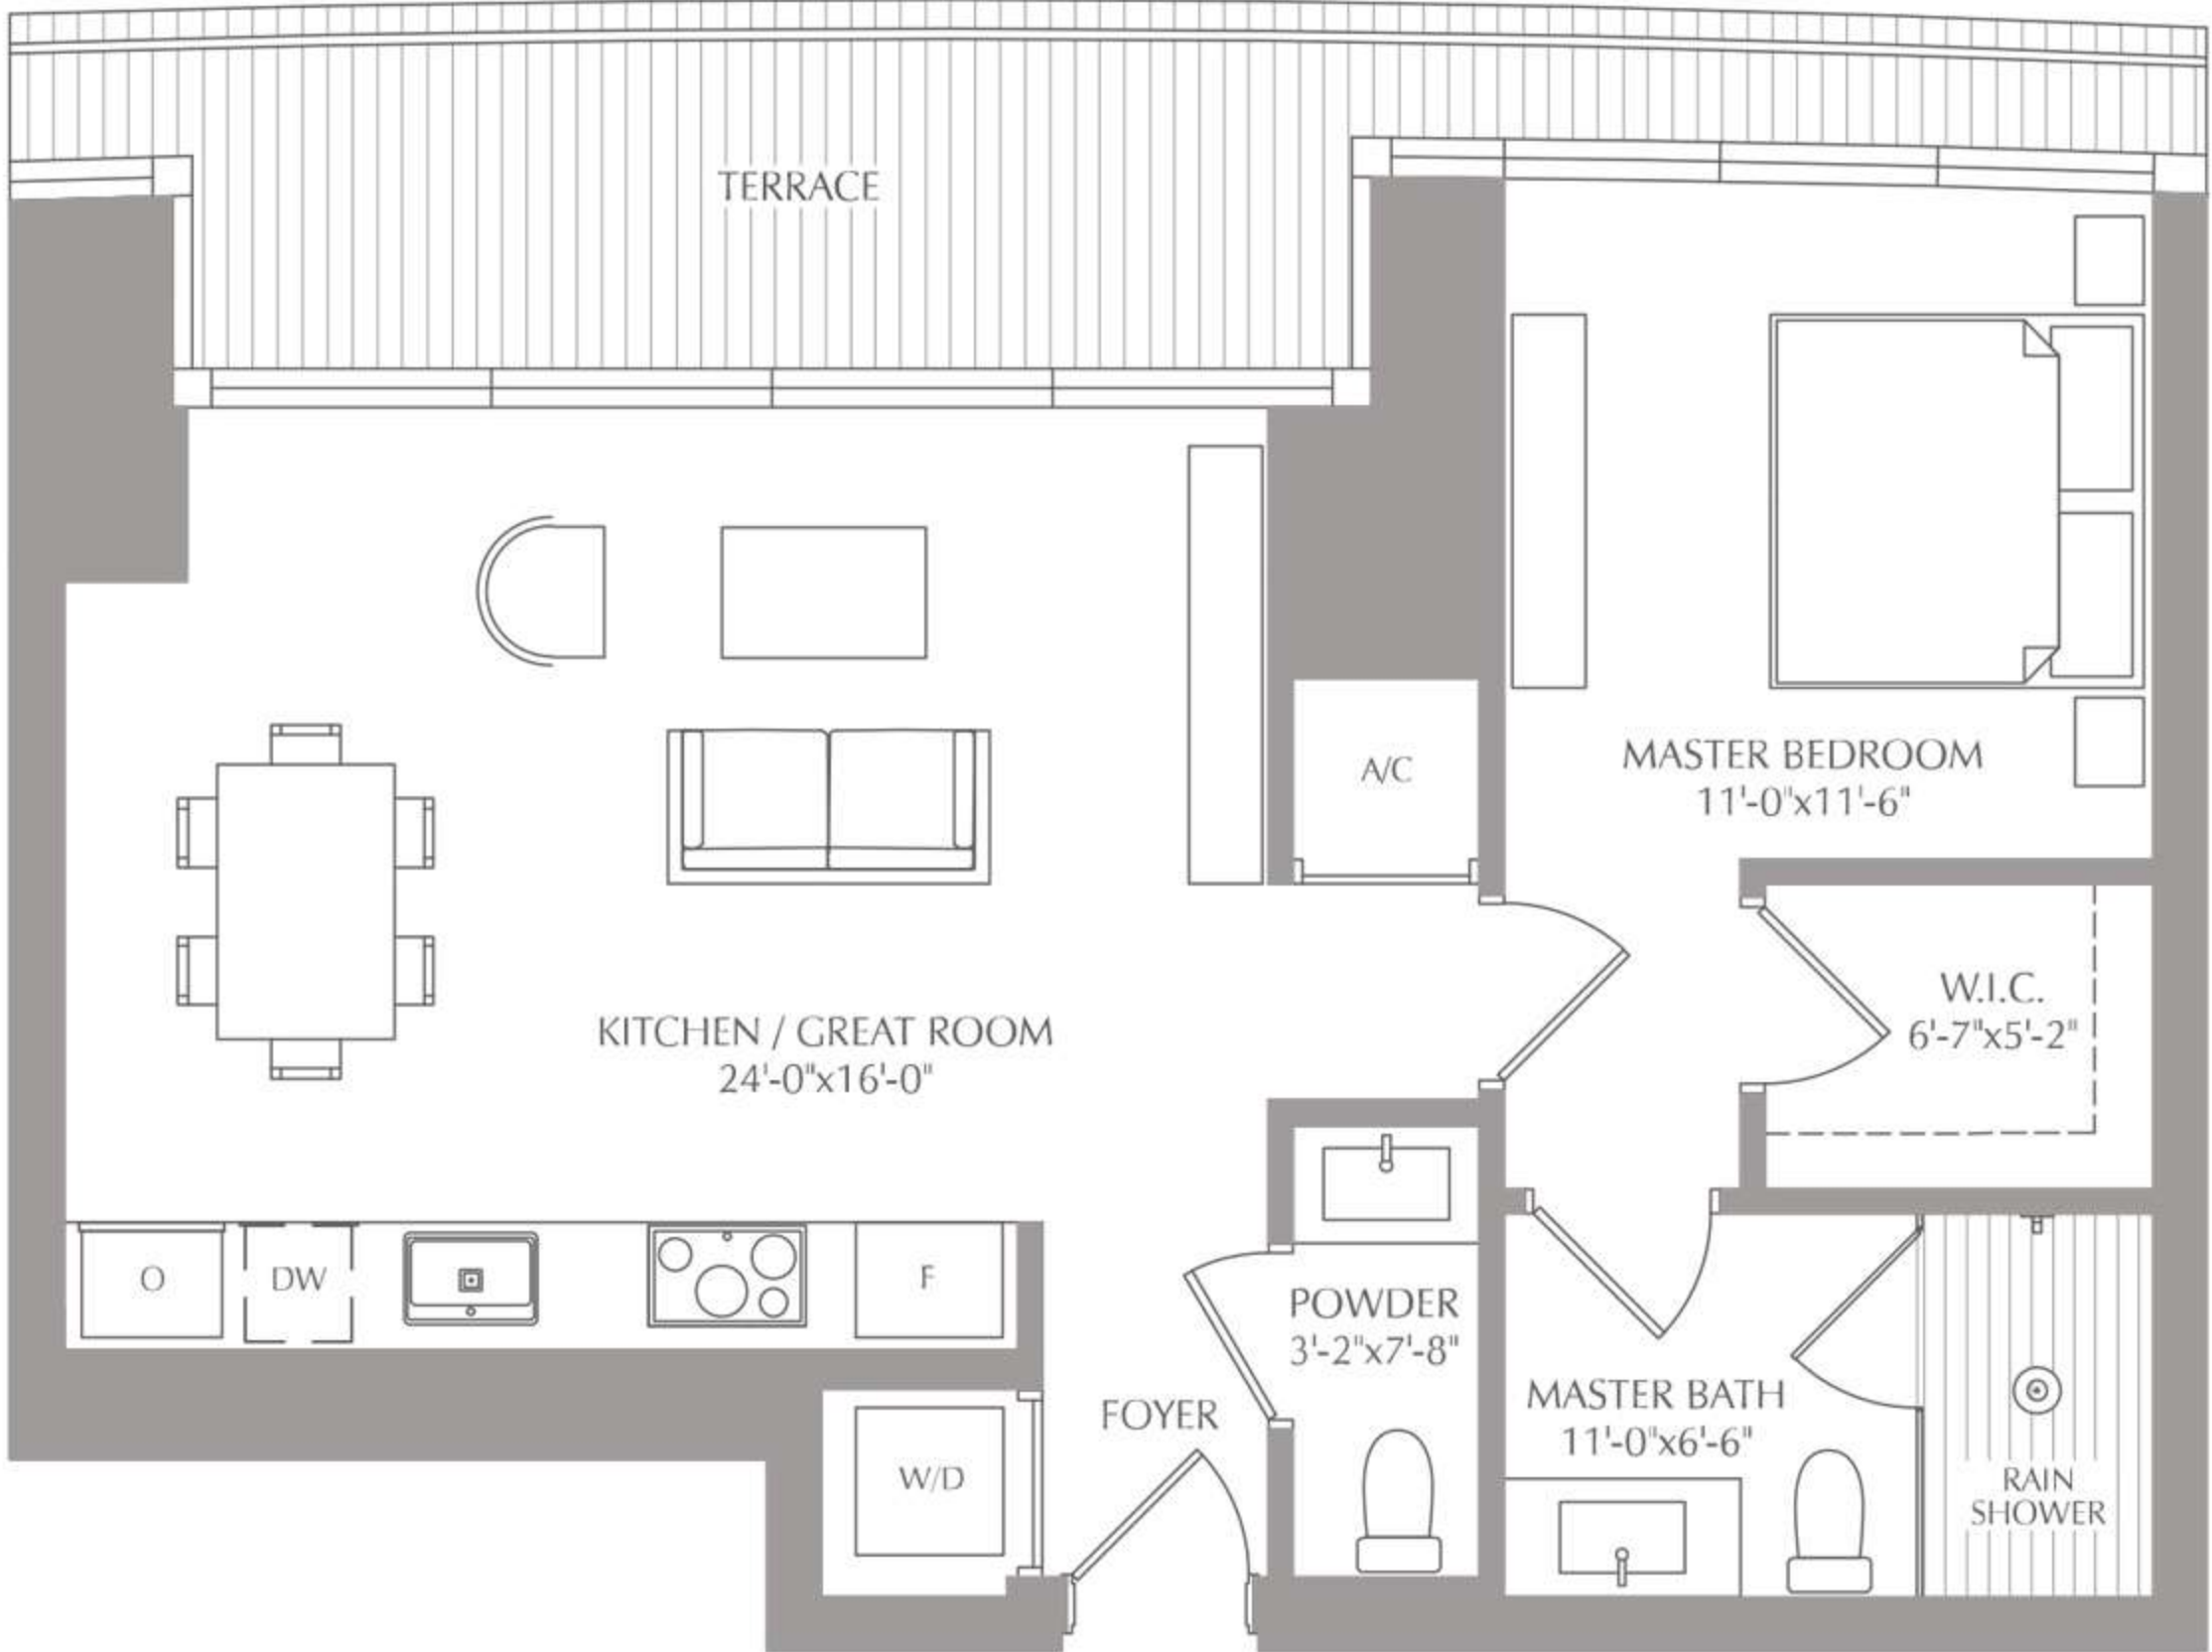 TERRACE
A/C
MASTER BEDROOM
11'-0"x11'-6"
W.I.C.
6'-7"x5'-2"
KITCHEN / GREAT ROOM
24'-0"x16'-0"
O
DW
F
POWDER
3'-2"x7'-8"
MASTER BATH
11'-0"x6'-6"
FOYER
W/D
RAIN
SHOWER